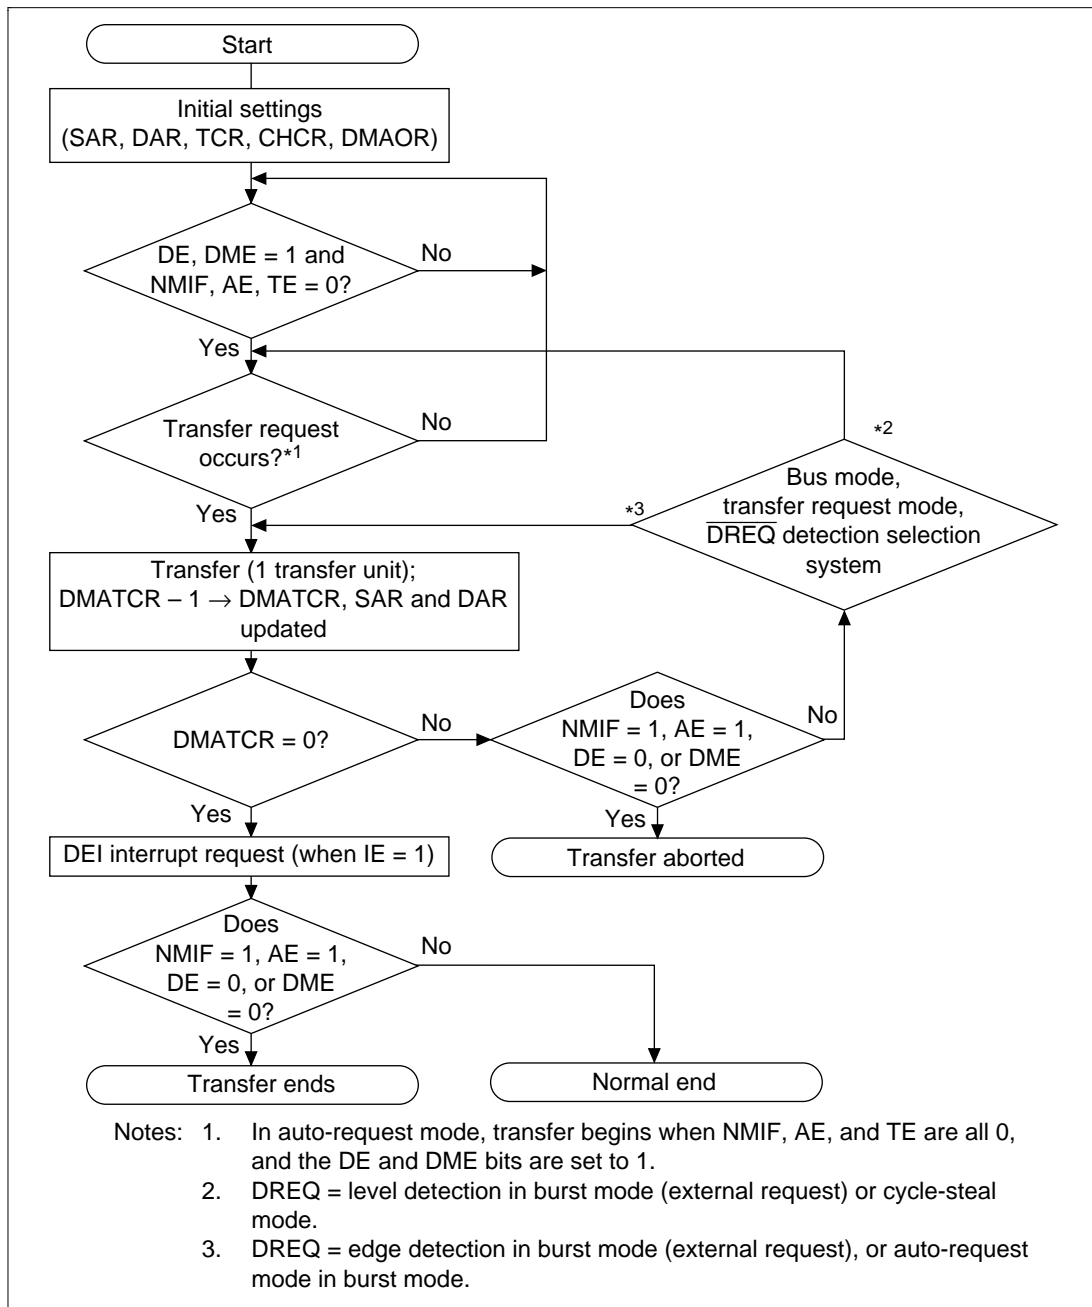 Start
Initial settings
(SAR, DAR, TCR, CHCR, DMAOR)
DE, DME = 1 and
NMIF, AE, TE = 0?
No
Yes
Transfer request
occurs?*1
No
Yes
*2
Bus mode,
transfer request mode,
DREQ detection selection
system
*3
Transfer (1 transfer unit);
DMATCR – 1 → DMATCR, SAR and DAR
updated
DMATCR = 0?
No
Yes
Does
NMIF = 1, AE = 1,
DE = 0, or DME
= 0?
No
Yes
Transfer aborted
DEI interrupt request (when IE = 1)
Does
NMIF = 1, AE = 1,
DE = 0, or DME
= 0?
No
Yes
Transfer ends
Normal end
Notes: 1. In auto-request mode, transfer begins when NMIF, AE, and TE are all 0,
and the DE and DME bits are set to 1.
2. DREQ = level detection in burst mode (external request) or cycle-steal
mode.
3. DREQ = edge detection in burst mode (external request), or auto-request
mode in burst mode.